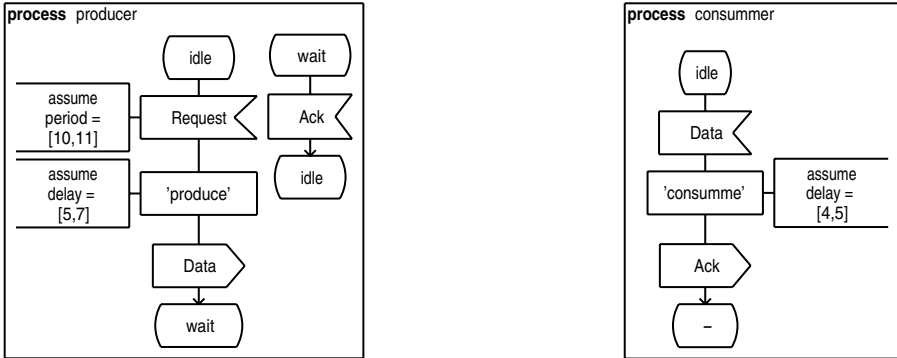 process producer
idle
assume
period =
[10,11]
Request
assume
delay =
[5,7]
'produce'
Data
wait
wait
Ack
idle
process consummer
idle
Data
'consumme'
assume
delay =
[4,5]
Ack
–